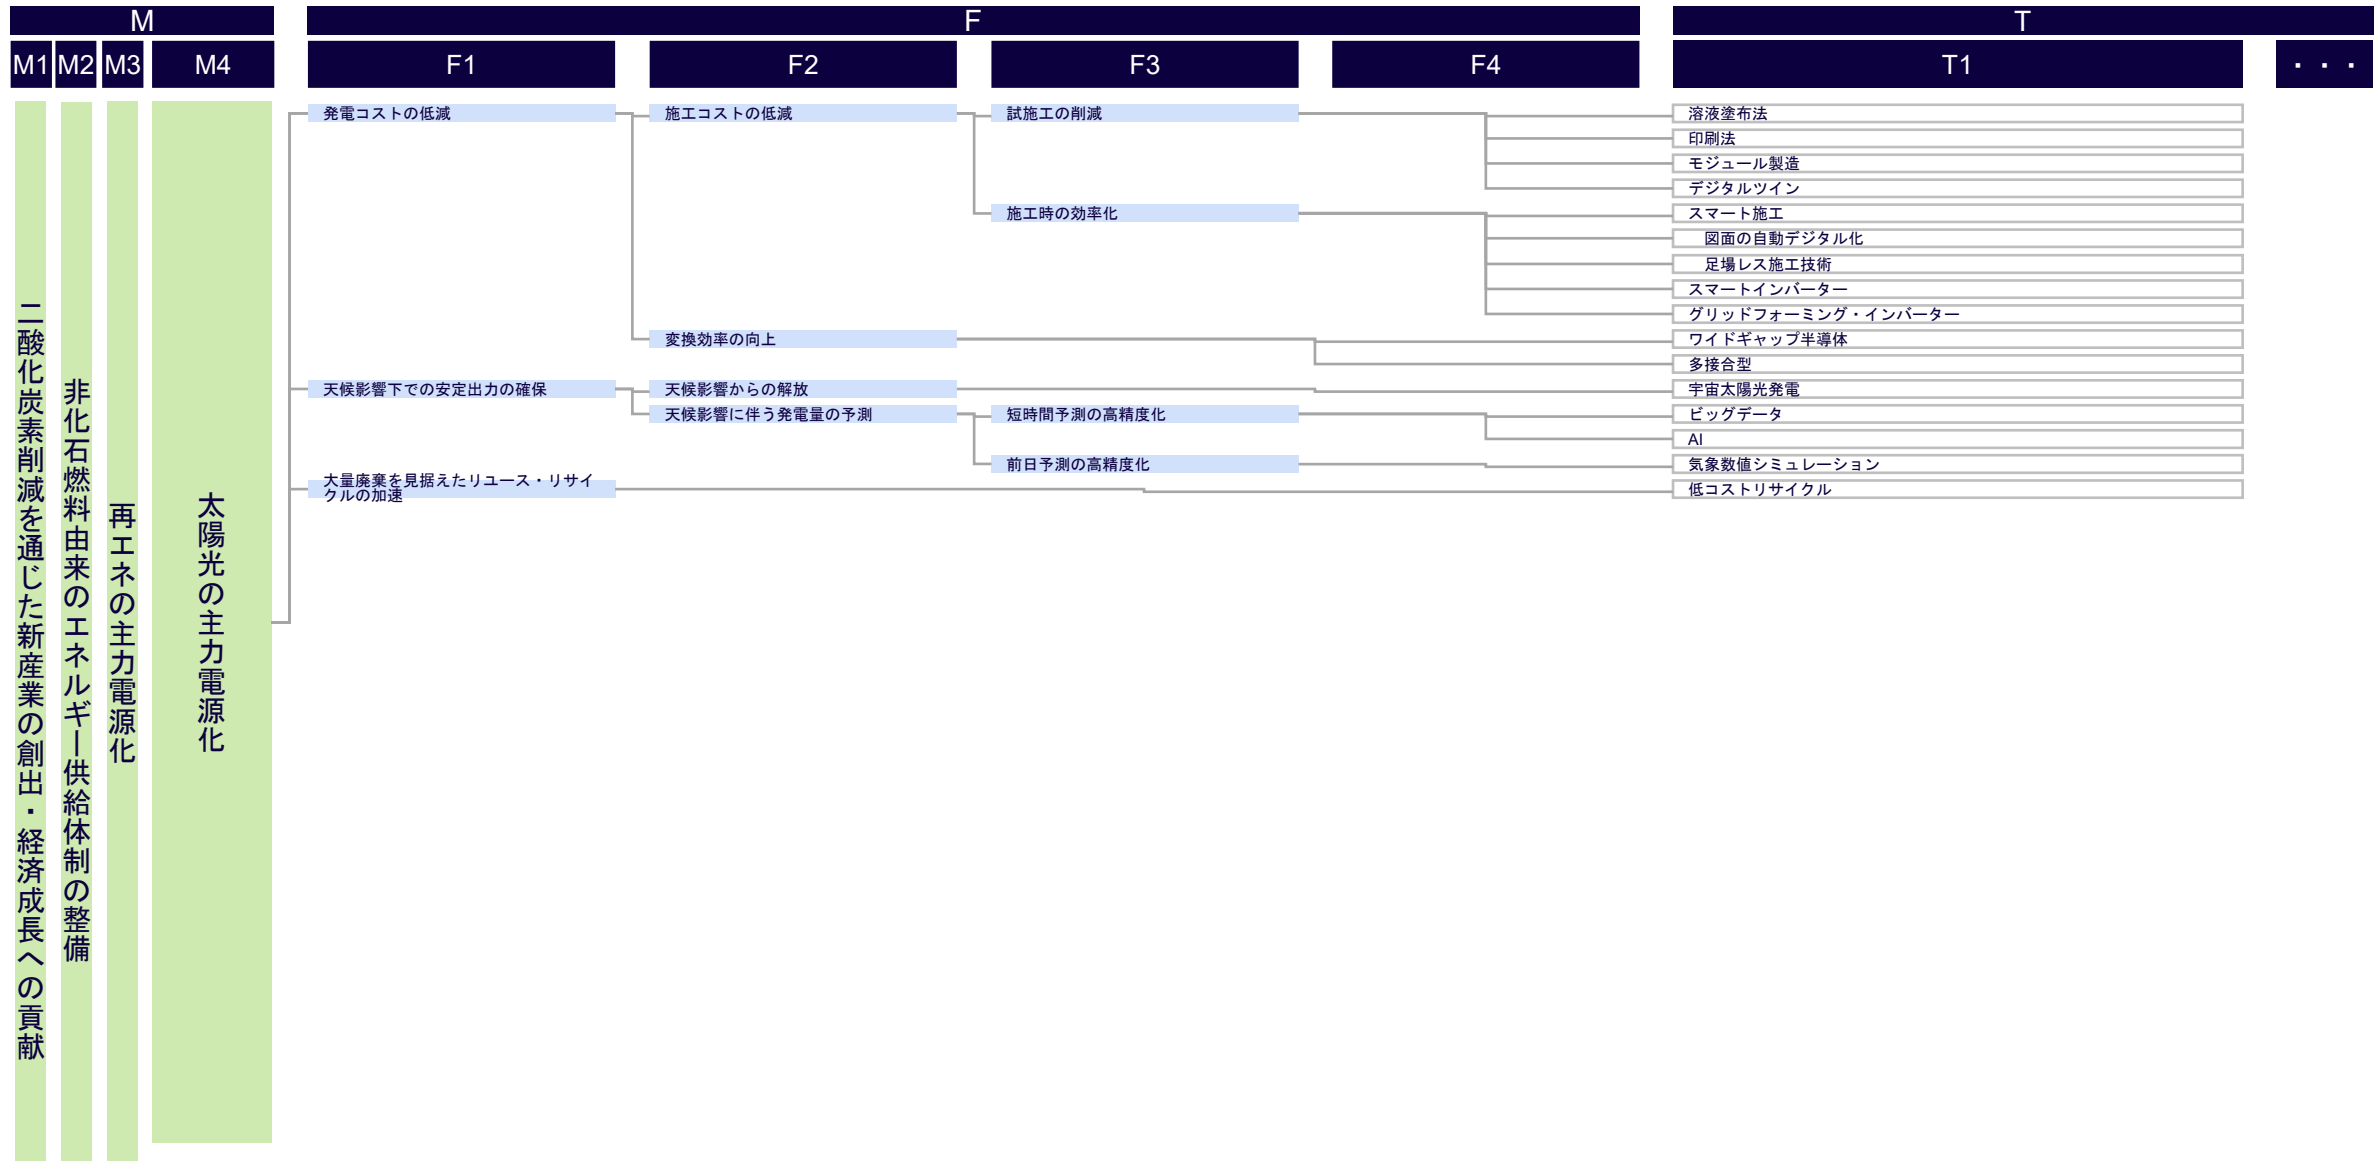 M
F
T
M1
M2
M3
M4
F1
F2
F3
F4
T1
・・・
二酸化炭素削減を通じた新産業の創出・経済成長への貢献
非化石燃料由来のエネルギー供給体制の整備
再エネの主力電源化
太陽光の主力電源化
発電コストの低減
施工コストの低減
試施工の削減
溶液塗布法
印刷法
モジュール製造
デジタルツイン
施工時の効率化
スマート施工
図面の自動デジタル化
足場レス施工技術
スマートインバーター
グリッドフォーミング・インバーター
変換効率の向上
ワイドギャップ半導体
多接合型
天候影響下での安定出力の確保
天候影響からの解放
宇宙太陽光発電
天候影響に伴う発電量の予測
短時間予測の高精度化
ビッグデータ
AI
前日予測の高精度化
気象数値シミュレーション
大量廃棄を見据えたリユース・リサイ
クルの加速
低コストリサイクル